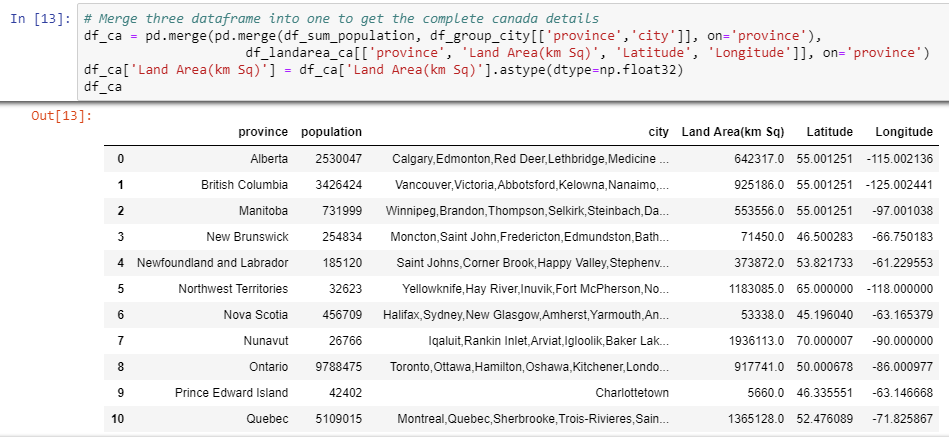 In [13]: # Merge three dataframe into one to get the complete canada details
df_ca = pd.merge(pd.merge(df_sum_population, df_group_city[['province','city']], on='province'),
df_landarea_ca[['province', 'Land Area(km Sq)', 'Latitude', 'Longitude']], on='province')
df_ca['Land Area(km Sq)'] = df_ca['Land Area(km Sq)'].astype(dtype=np.float32)
df_ca
Out[13]:
province population city Land Area(km Sq) Latitude Longitude
0 Alberta 2530047 Calgary,Edmonton,Red Deer,Lethbridge,Medicine ... 642317.0 55.001251 -115.002136
1 British Columbia 3426424 Vancouver,Victoria,Abbotsford,Kelowna,Nanaimo,... 925186.0 55.001251 -125.002441
2 Manitoba 731999 Winnipeg,Brandon,Thompson,Selkirk,Steinbach,Da... 553556.0 55.001251 -97.001038
3 New Brunswick 254834 Moncton,Saint John,Fredericton,Edmundston,Bath... 71450.0 46.500283 -66.750183
4 Newfoundland and Labrador 185120 Saint Johns,Corner Brook,Happy Valley,Stephenv... 373872.0 53.821733 -61.229553
5 Northwest Territories 32623 Yellowknife,Hay River,Inuvik,Fort McPherson,No... 1183085.0 65.000000 -118.000000
6 Nova Scotia 456709 Halifax,Sydney,New Glasgow,Amherst,Yarmouth,An... 53338.0 45.196040 -63.165379
7 Nunavut 26766 Iqaluit,Rankin Inlet,Arviat,Igloolik,Baker Lak... 1936113.0 70.000007 -90.000000
8 Ontario 9788475 Toronto,Ottawa,Hamilton,Oshawa,Kitchener,Londo... 917741.0 50.000678 -86.000977
9 Prince Edward Island 42402 Charlottetown 5660.0 46.335551 -63.146668
10 Quebec 5109015 Montreal,Quebec,Sherbrooke,Trois-Rivieres,Sain... 1365128.0 52.476089 -71.825867